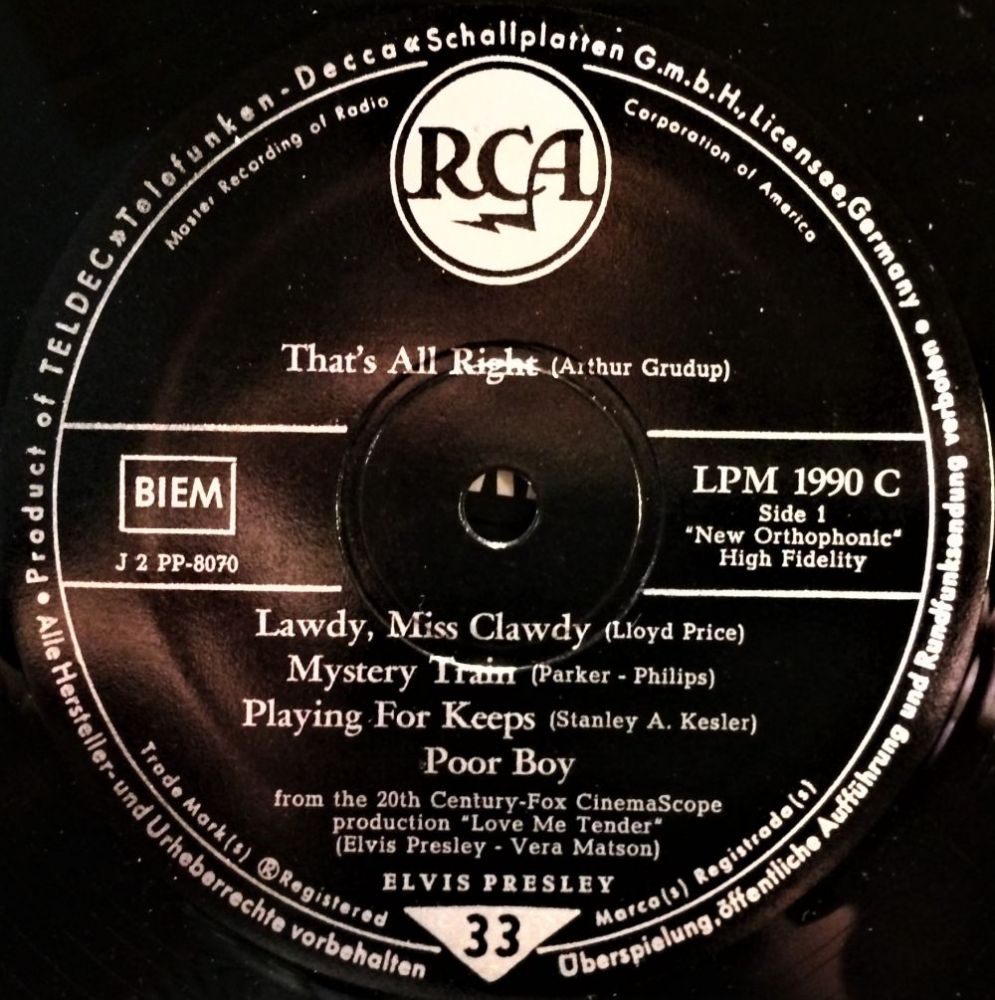 • Product of TELDEC »Telefunken-Decca« Schallplatten G.m.b.H., Licensee, Germany •
Master Recording of Radio
Corporation of America
RCA
That's All Right (Arthur Grudup)
BIEM
J 2 PP-8070
LPM 1990 C
Side 1
"New Orthophonic"
High Fidelity
Lawdy, Miss Clawdy (Lloyd Price)
Mystery Train (Parker - Philips)
Playing For Keeps (Stanley A. Kesler)
Poor Boy
from the 20th Century-Fox CinemaScope
production "Love Me Tender"
(Elvis Presley - Vera Matson)
ELVIS PRESLEY
33
Trade Mark(s) ® Registered
Marca(s) Registrade(s)
Alle Hersteller- und Urheberrechte vorbehalten
Überspielung, öffentliche Aufführung und Rundfunksendung verboten